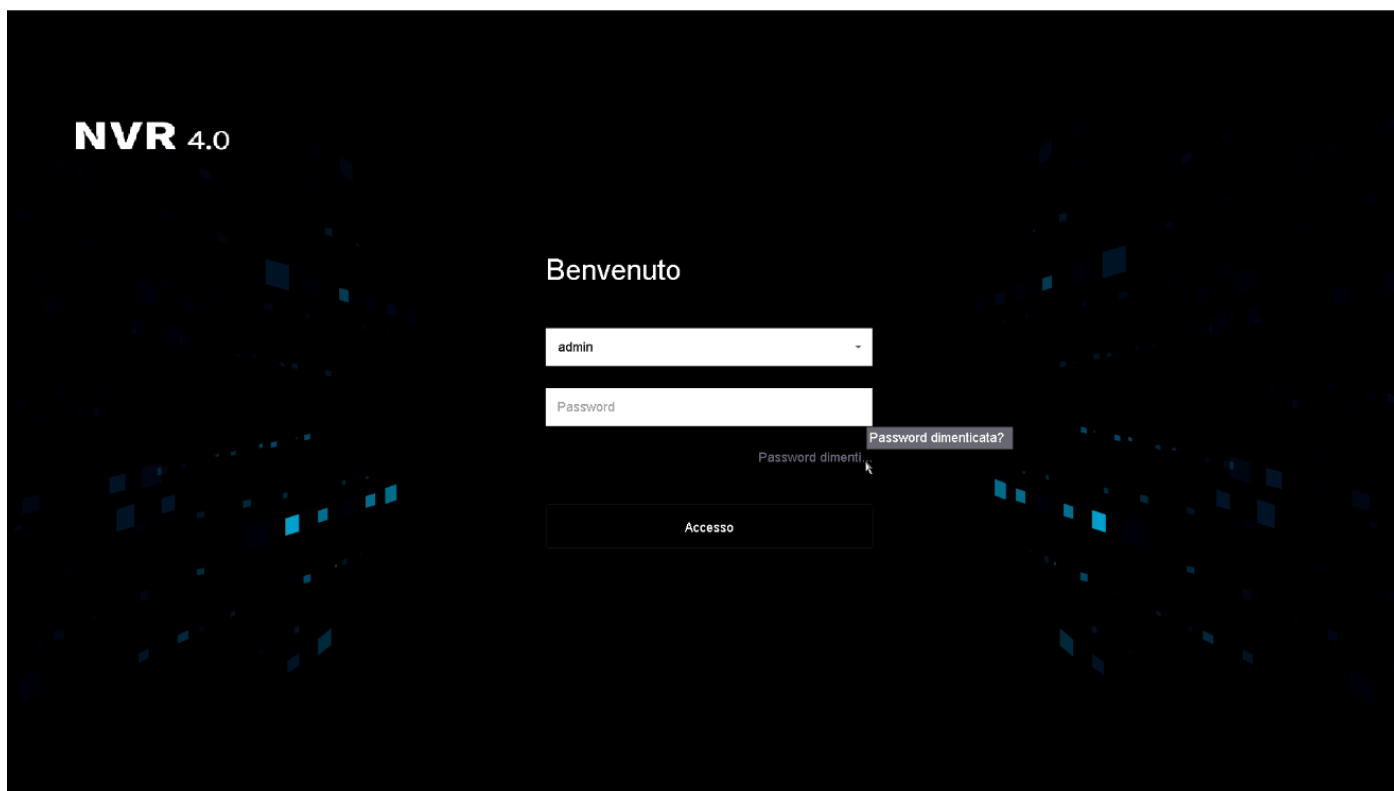 NVR 4.0
Benvenuto
admin
Password
Password dimenticata?
Password dimenti...
Accesso